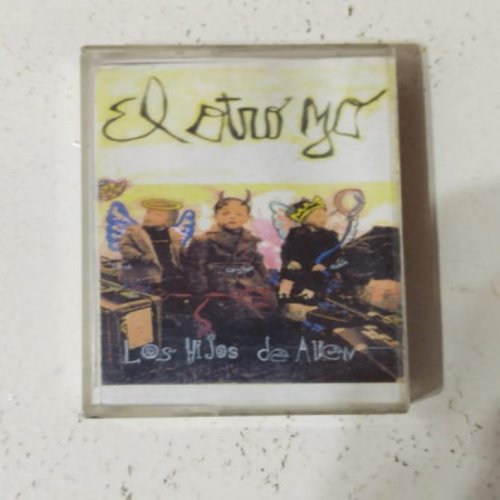 El otro yo
Los Hijos de Alien